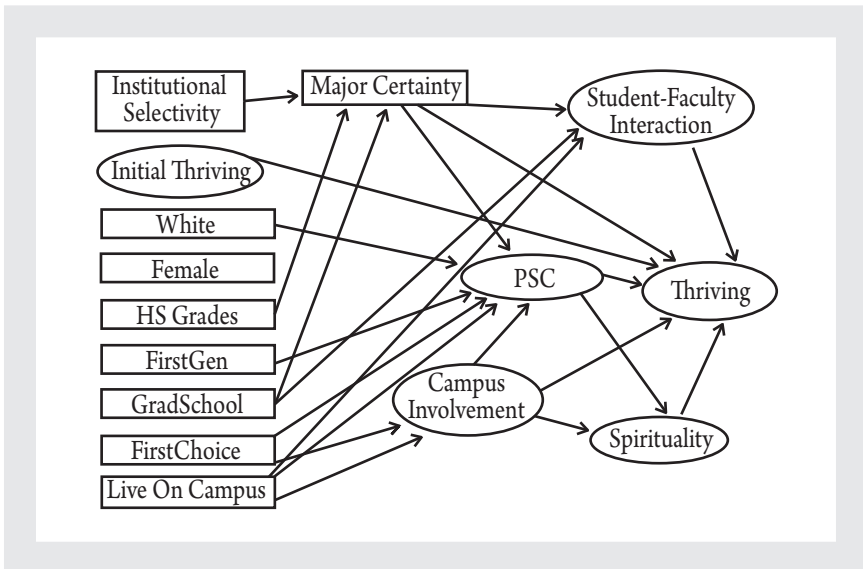 Institutional
Selectivity
Major Certainty
Student-Faculty
Interaction
Initial Thriving
White
Female
HS Grades
FirstGen
GradSchool
FirstChoice
Live On Campus
PSC
Thriving
Campus
Involvement
Spirituality